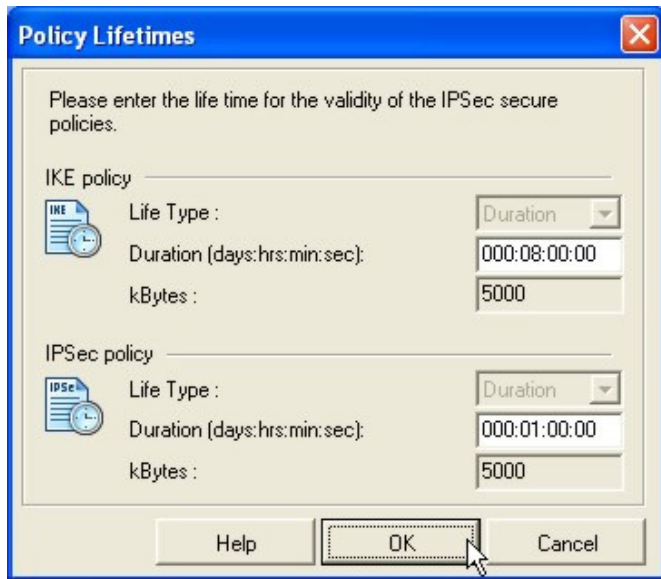 Policy Lifetimes
Please enter the life time for the validity of the IPSec secure
policies.
IKE policy
IKE
Life Type :
Duration
Duration (days:hrs:min:sec):
000:08:00:00
kBytes :
5000
IPSec policy
IPSe
Life Type :
Duration
Duration (days:hrs:min:sec):
000:01:00:00
kBytes :
5000
Help
OK
Cancel